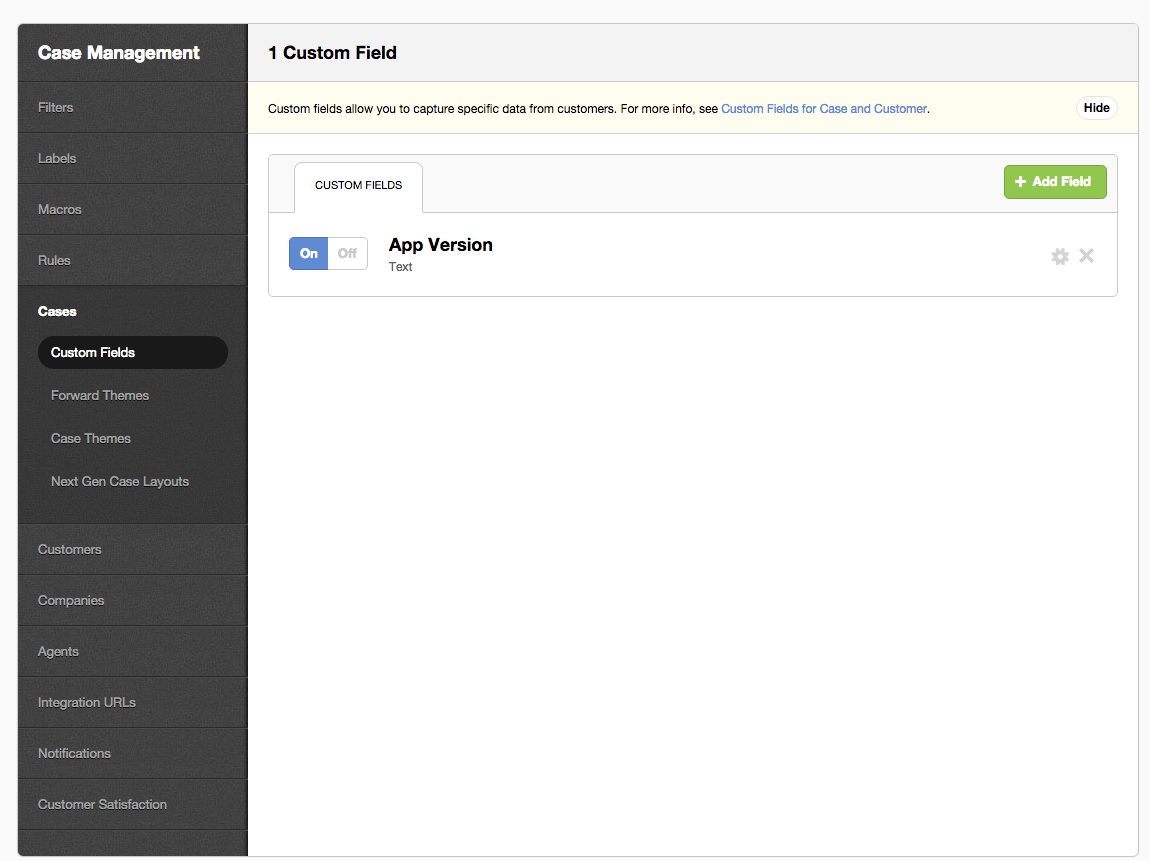 Case Management
Filters
Labels
Macros
Rules
Cases
Custom Fields
Forward Themes
Case Themes
Next Gen Case Layouts
Customers
Companies
Agents
Integration URLs
Notifications
Customer Satisfaction
1 Custom Field
Custom fields allow you to capture specific data from customers. For more info, see Custom Fields for Case and Customer.
Hide
CUSTOM FIELDS
+ Add Field
On Off
App Version
Text